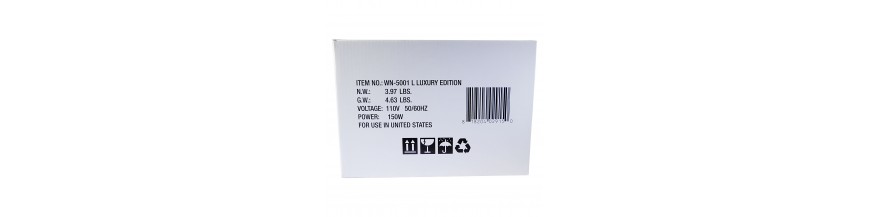 ITEM NO.: WN-5001 L LUXURY EDITION
N.W.: 3.97 LBS.
G.W.: 4.63 LBS.
VOLTAGE: 110V 50/60HZ
POWER: 150W
FOR USE IN UNITED STATES